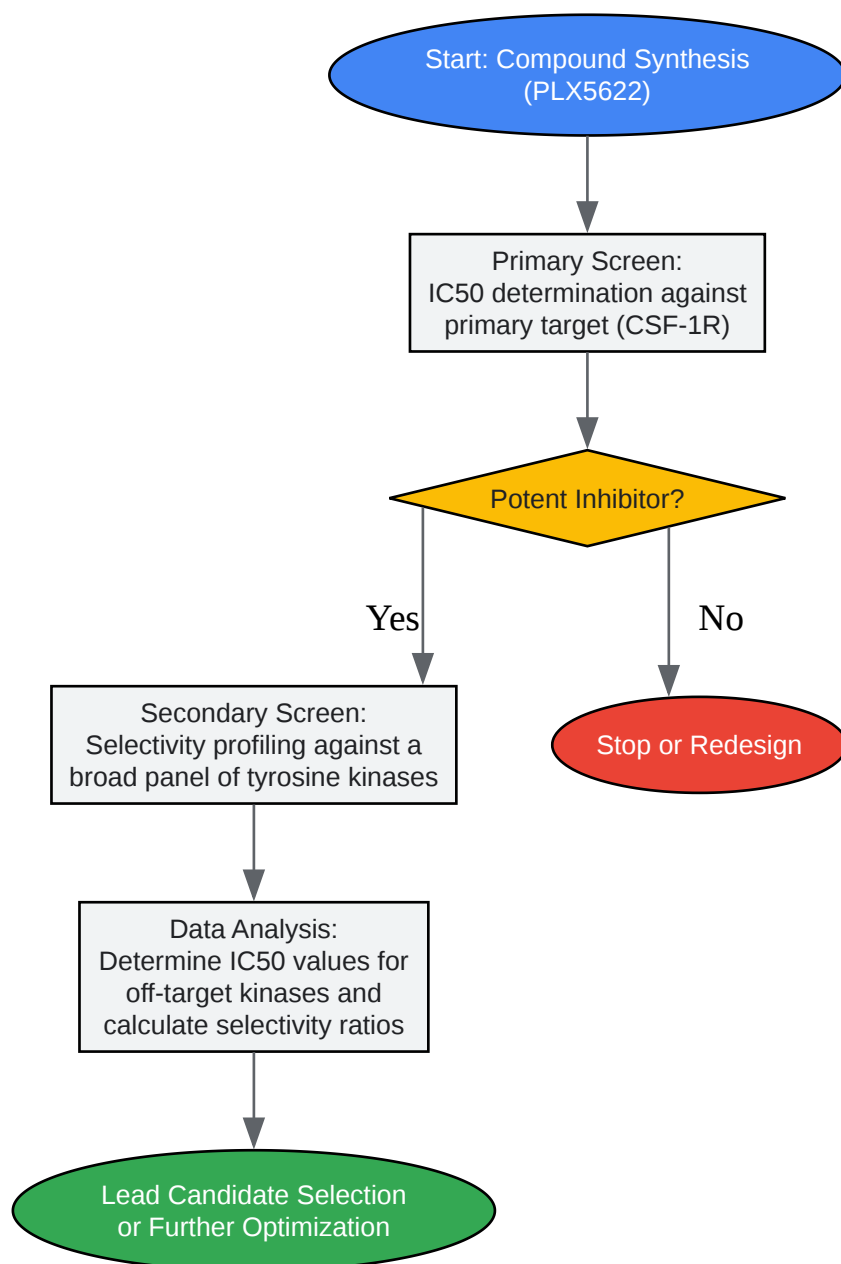 Start: Compound Synthesis
(PLX5622)
Primary Screen:
IC50 determination against
primary target (CSF-1R)
Potent Inhibitor?
Yes
No
Secondary Screen:
Selectivity profiling against a
broad panel of tyrosine kinases
Stop or Redesign
Data Analysis:
Determine IC50 values for
off-target kinases and
calculate selectivity ratios
Lead Candidate Selection
or Further Optimization